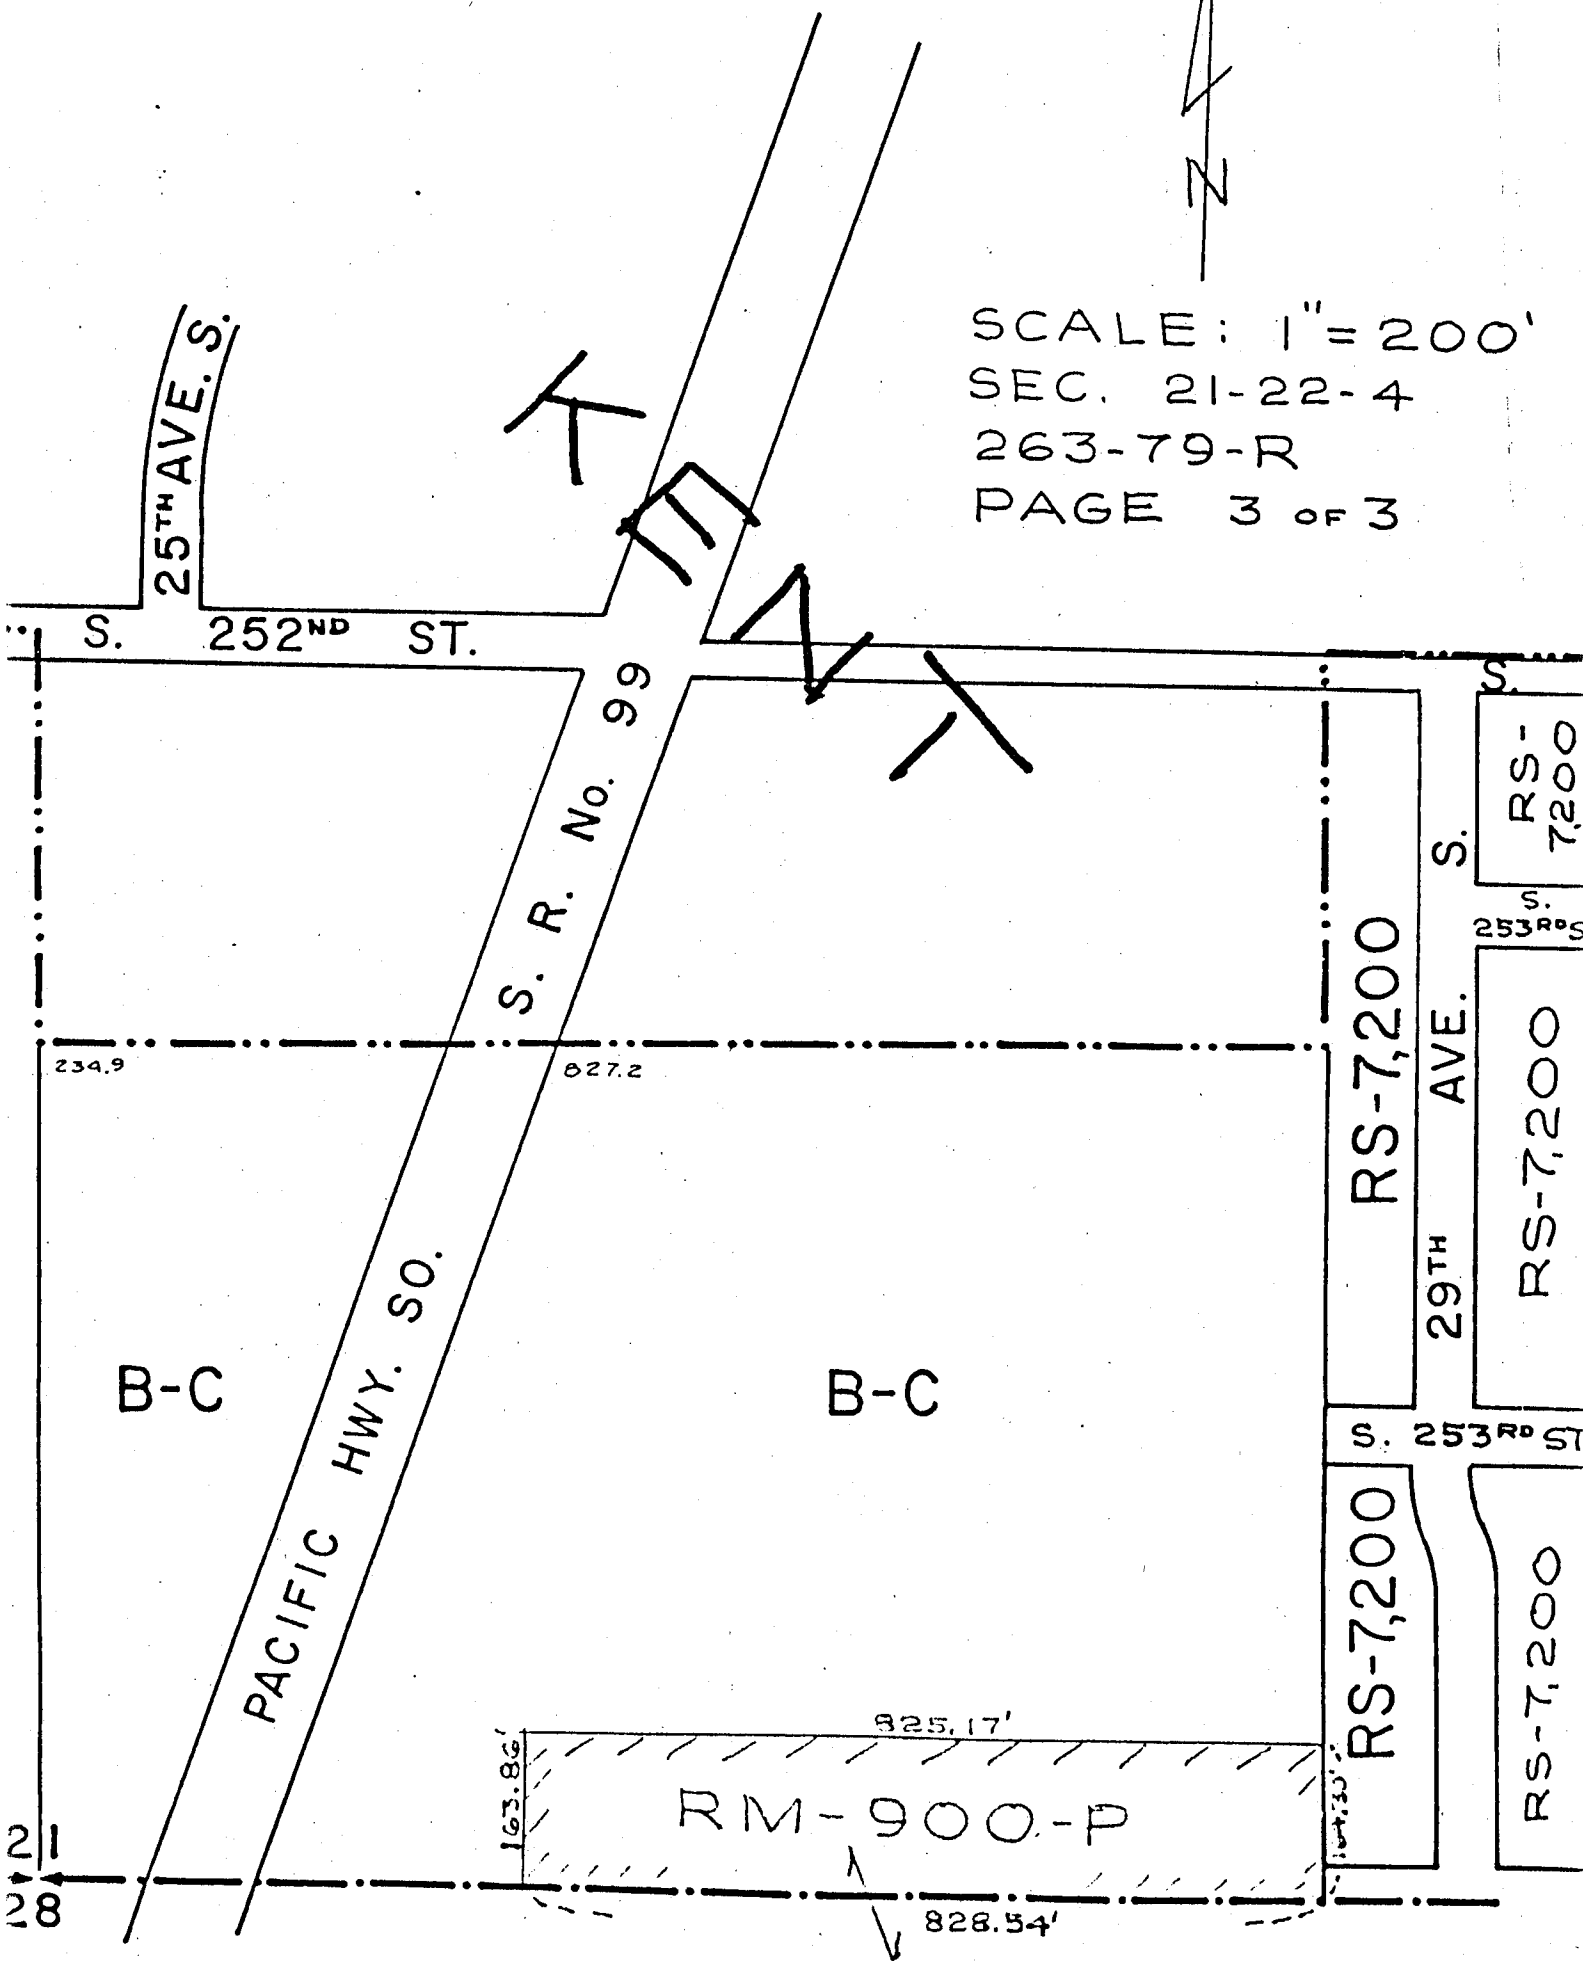 N
SCALE: 1"= 200'
SEC. 21-22-4
263-79-R
PAGE 3 OF 3
25TH AVE. S.
KENT
S. 252ND ST.
S.
S. R. No. 99
RS-
7,200
S.
253RD S
234.9
827.2
RS-7,200
29TH AVE. S.
RS-7,200
PACIFIC HWY. SO.
B-C
B-C
S. 253RD ST
RS-7,200
RS-7,200
825.17'
163.86'
RM-900-P
21
28
828.54'